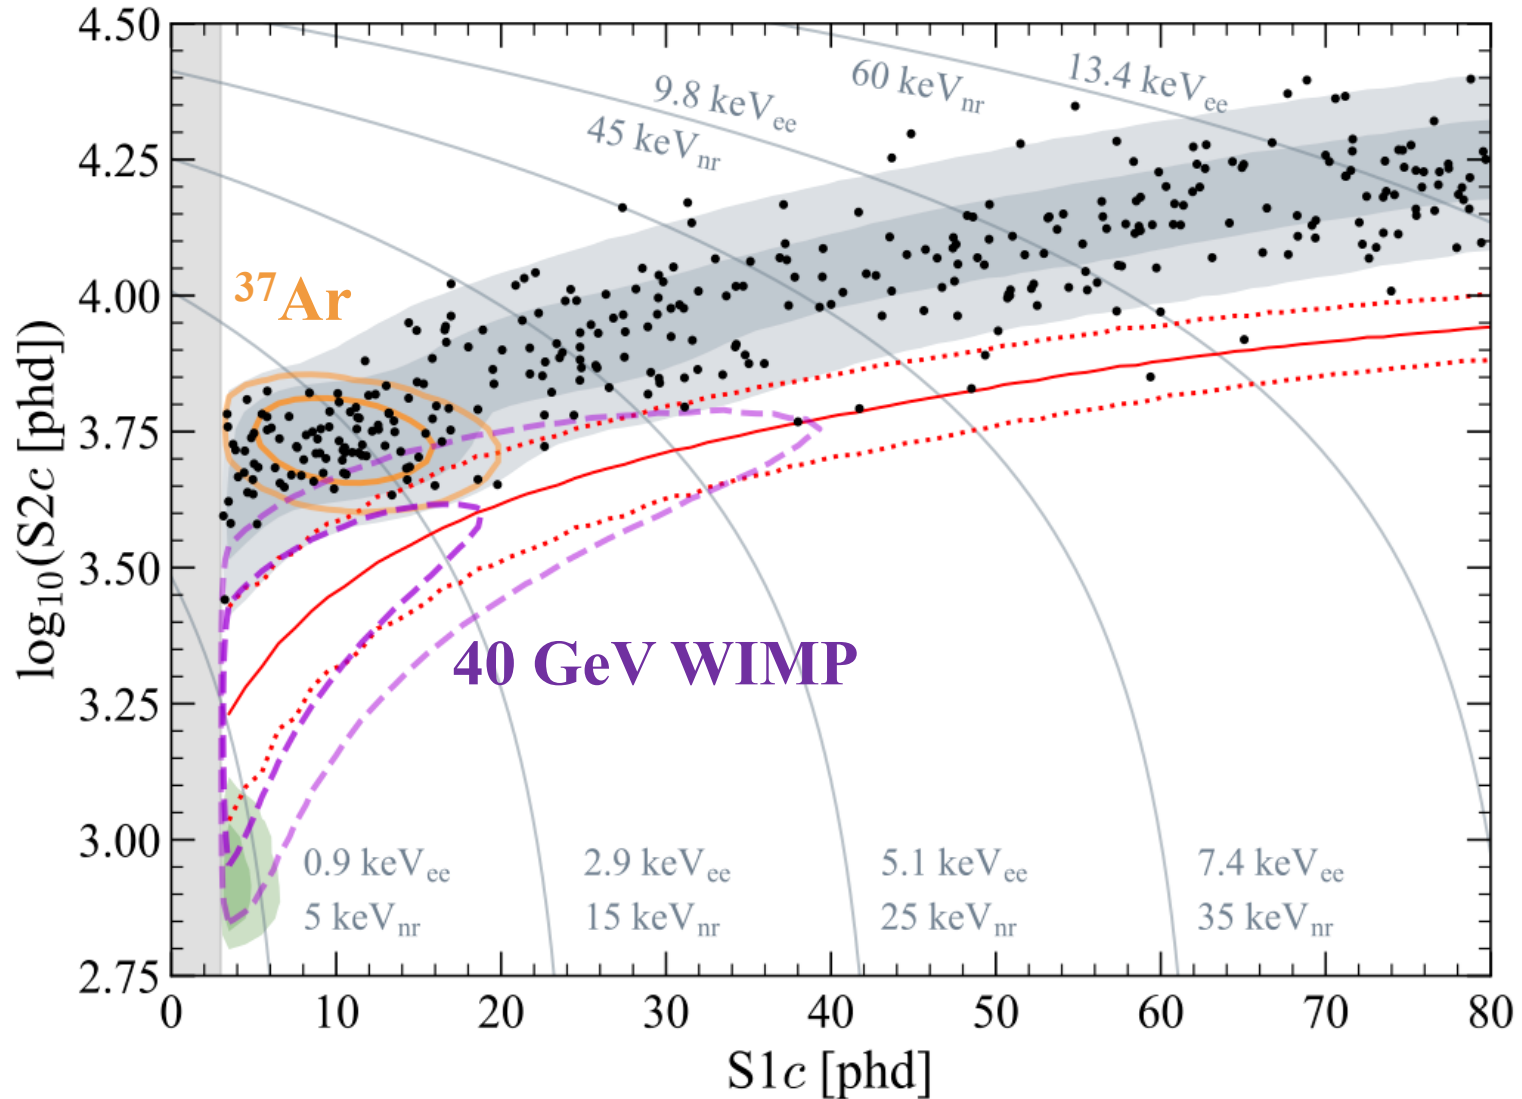 4.50
4.25
4.00
3.75
3.50
3.25
3.00
2.75
log₁₀(S2c [phd])
9.8 keVₑₑ
45 keVₙᵣ
60 keVₙᵣ
13.4 keVₑₑ
³⁷Ar
40 GeV WIMP
0.9 keVₑₑ
5 keVₙᵣ
2.9 keVₑₑ
15 keVₙᵣ
5.1 keVₑₑ
25 keVₙᵣ
7.4 keVₑₑ
35 keVₙᵣ
0 10 20 30 40 50 60 70 80
S1c [phd]